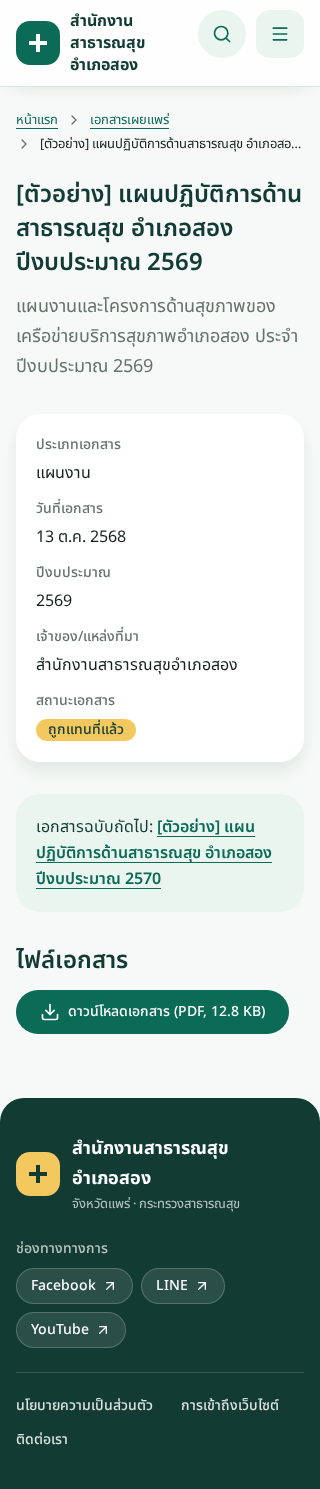 สำนักงาน
สาธารณสุข
อำเภอสอง
หน้าแรก > เอกสารเผยแพร่
> [ตัวอย่าง] แผนปฏิบัติการด้านสาธารณสุข อำเภอสอ...
[ตัวอย่าง] แผนปฏิบัติการด้าน
สาธารณสุข อำเภอสอง
ปีงบประมาณ 2569
แผนงานและโครงการด้านสุขภาพของ
เครือข่ายบริการสุขภาพอำเภอสอง ประจำ
ปีงบประมาณ 2569
ประเภทเอกสาร
แผนงาน
วันที่เอกสาร
13 ต.ค. 2568
ปีงบประมาณ
2569
เจ้าของ/แหล่งที่มา
สำนักงานสาธารณสุขอำเภอสอง
สถานะเอกสาร
ถูกแทนที่แล้ว
เอกสารฉบับถัดไป: [ตัวอย่าง] แผน
ปฏิบัติการด้านสาธารณสุข อำเภอสอง
ปีงบประมาณ 2570
ไฟล์เอกสาร
ดาวน์โหลดเอกสาร (PDF, 12.8 KB)
สำนักงานสาธารณสุข
อำเภอสอง
จังหวัดแพร่ · กระทรวงสาธารณสุข
ช่องทางทางการ
Facebook LINE
YouTube
นโยบายความเป็นส่วนตัว การเข้าถึงเว็บไซต์
ติดต่อเรา